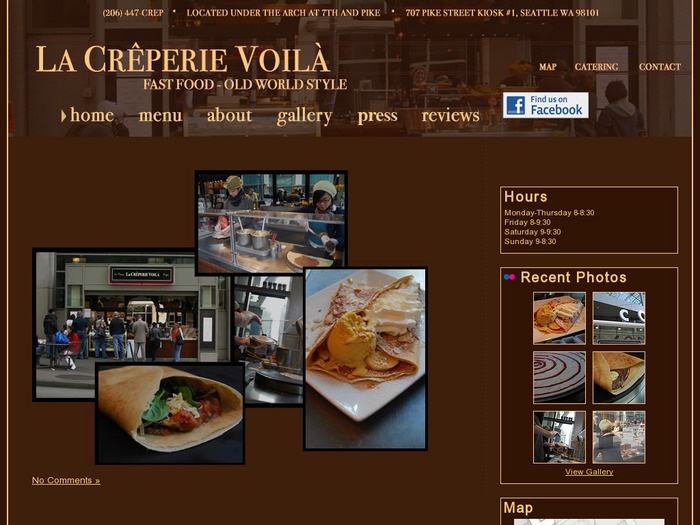 (206) 447-CREP • LOCATED UNDER THE ARCH AT 7TH AND PIKE • 707 PIKE STREET KIOSK #1, SEATTLE WA 98101
LA CRÊPERIE VOILÀ
FAST FOOD - OLD WORLD STYLE
MAP CATERING CONTACT
Find us on
Facebook
home menu about gallery press reviews
Hours
Monday-Thursday 8-8:30
Friday 8-9:30
Saturday 9-9:30
Sunday 9-8:30
Recent Photos
LA CRÊPERIE VOILÀ
View Gallery
No Comments »
Map